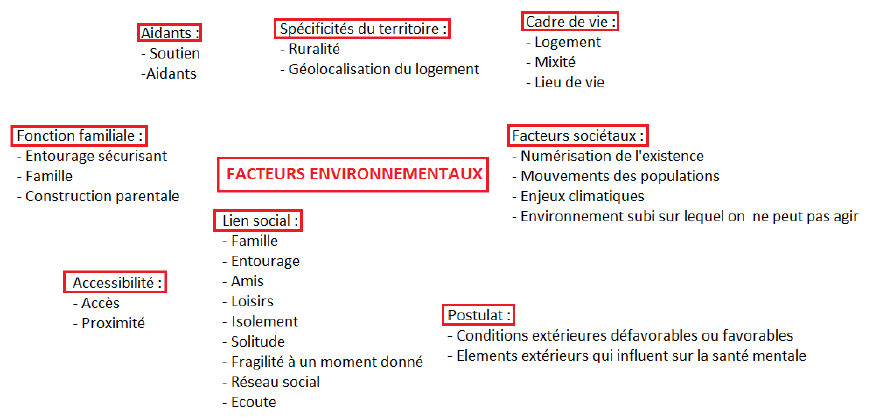 Aidants :
- Soutien
-Aidants
Spécificités du territoire :
- Ruralité
- Géolocalisation du logement
Cadre de vie :
- Logement
- Mixité
- Lieu de vie
Fonction familiale :
- Entourage sécurisant
- Famille
- Construction parentale
FACTEURS ENVIRONNEMENTAUX
Facteurs sociétaux :
- Numérisation de l'existence
- Mouvements des populations
- Enjeux climatiques
- Environnement subi sur lequel on ne peut pas agir
Lien social :
- Famille
- Entourage
- Amis
- Loisirs
- Isolement
- Solitude
- Fragilité à un moment donné
- Réseau social
- Ecoute
Accessibilité :
- Accès
- Proximité
Postulat :
- Conditions extérieures défavorables ou favorables
- Elements extérieurs qui influent sur la santé mentale